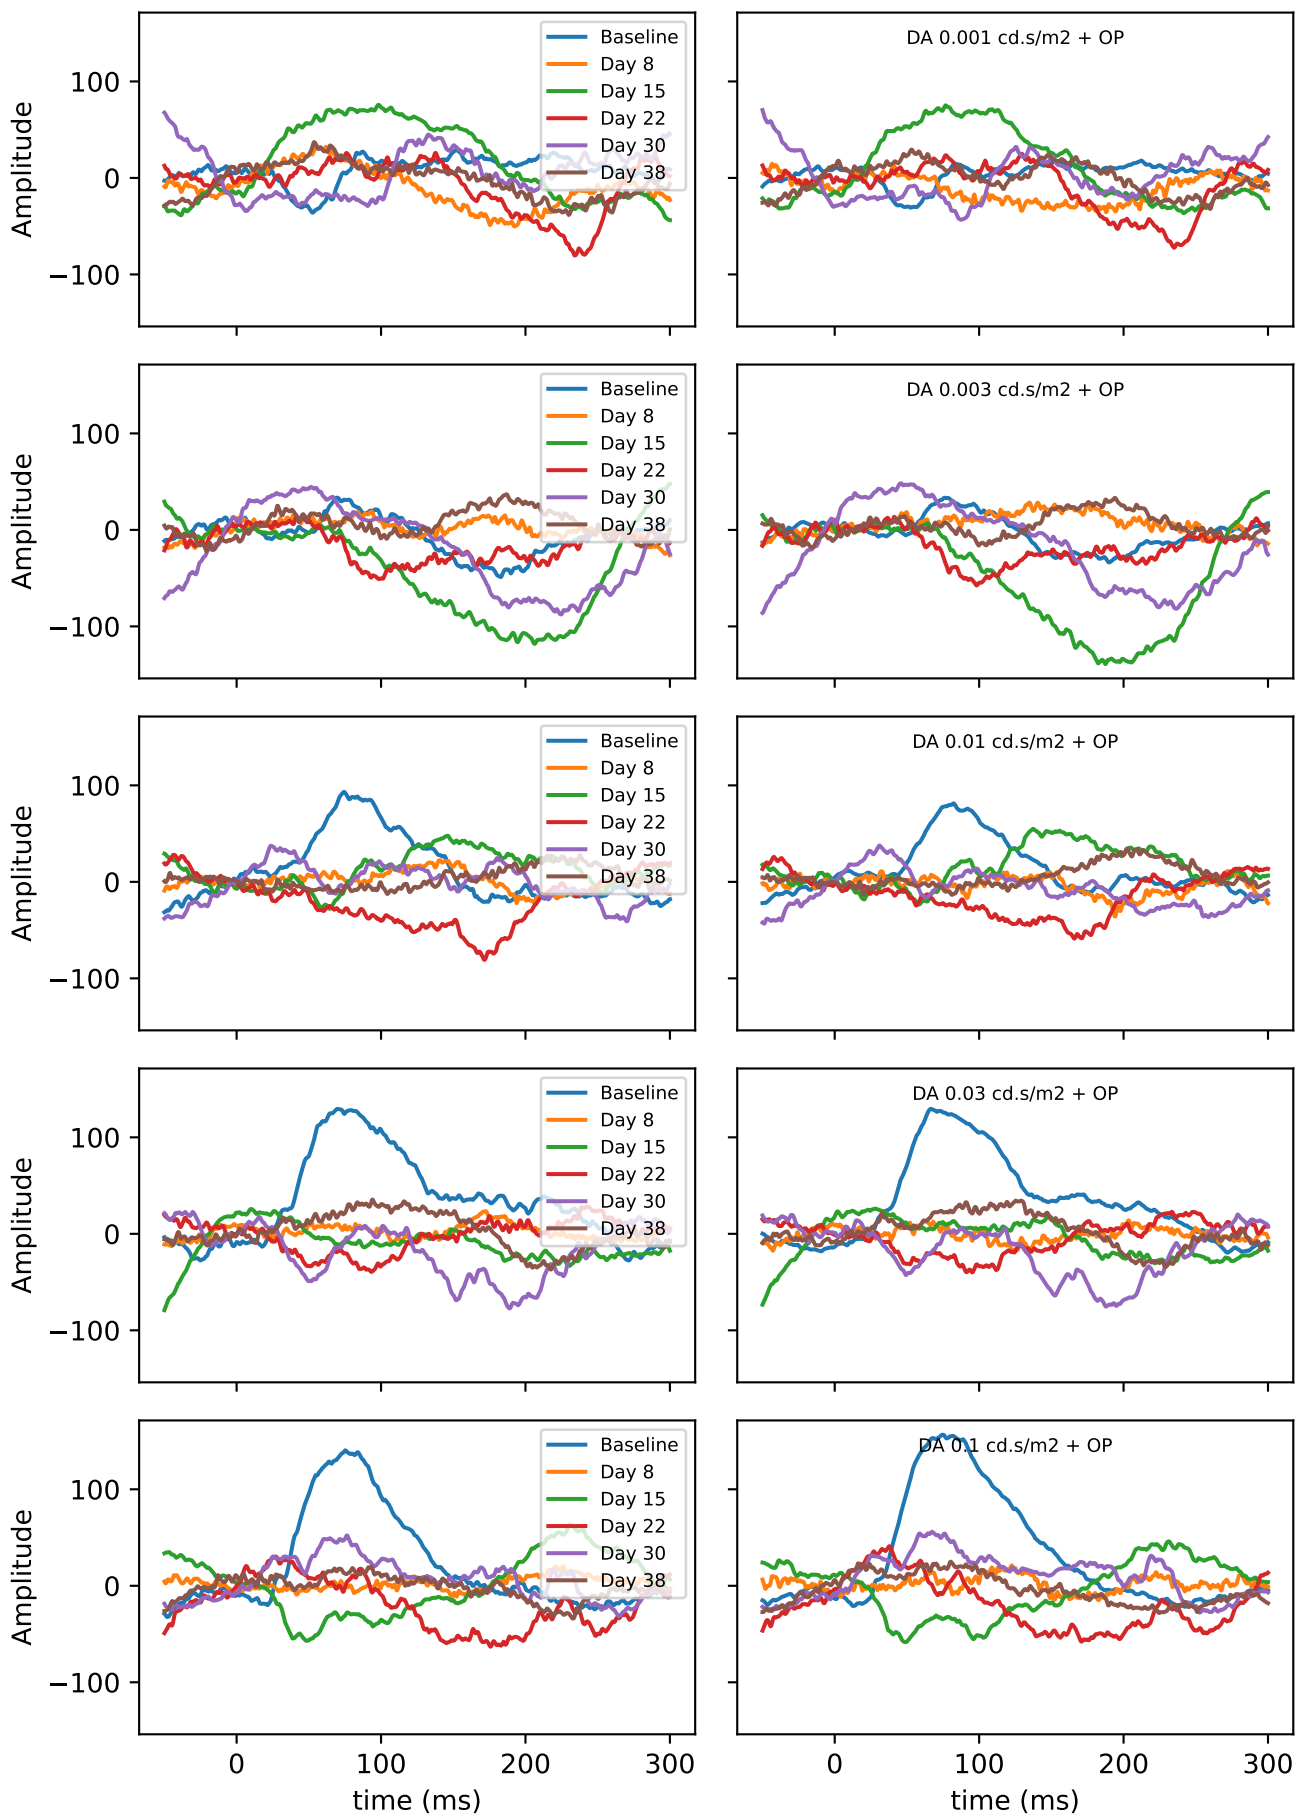 Amplitude
100
0
−100
Baseline
Day 8
Day 15
Day 22
Day 30
Day 38
DA 0.001 cd.s/m2 + OP
Amplitude
100
0
−100
Baseline
Day 8
Day 15
Day 22
Day 30
Day 38
DA 0.003 cd.s/m2 + OP
Amplitude
100
0
−100
Baseline
Day 8
Day 15
Day 22
Day 30
Day 38
DA 0.01 cd.s/m2 + OP
Amplitude
100
0
−100
Baseline
Day 8
Day 15
Day 22
Day 30
Day 38
DA 0.03 cd.s/m2 + OP
Amplitude
100
0
−100
Baseline
Day 8
Day 15
Day 22
Day 30
Day 38
DA 0.1 cd.s/m2 + OP
0 100 200 300
time (ms)
0 100 200 300
time (ms)